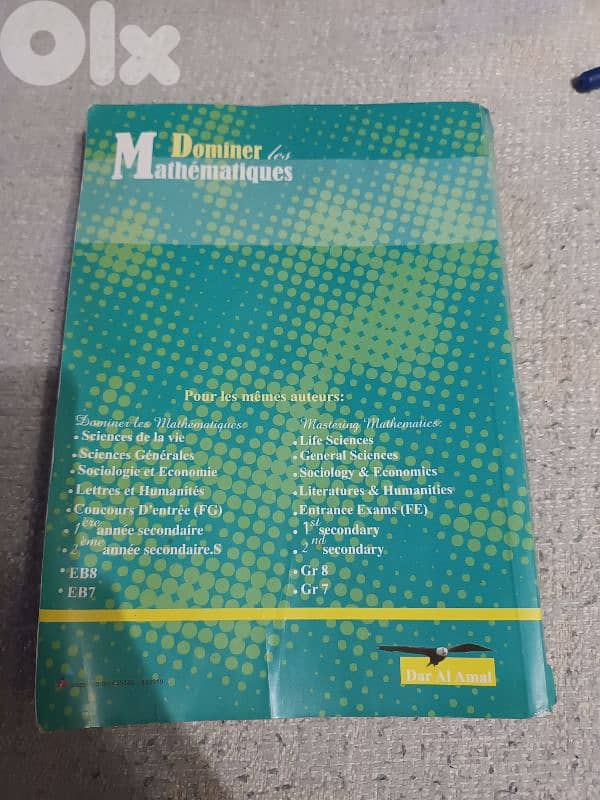 OLX
Dominer les
Mathématiques
Pour les mêmes auteurs:
Dominer les Mathématiques
• Sciences de la vie
• Sciences Générales
• Sociologie et Economie
• Lettres et Humanités
• Concours D'entrée (FG)
• 1ère année secondaire
• 2ème année secondaire.S
• EB8
• EB7
Mastering Mathematics:
• Life Sciences
• General Sciences
• Sociology & Economics
• Literatures & Humanities
• Entrance Exams (FE)
• 1st secondary
• 2nd secondary
• Gr 8
• Gr 7
Dar Al Amal